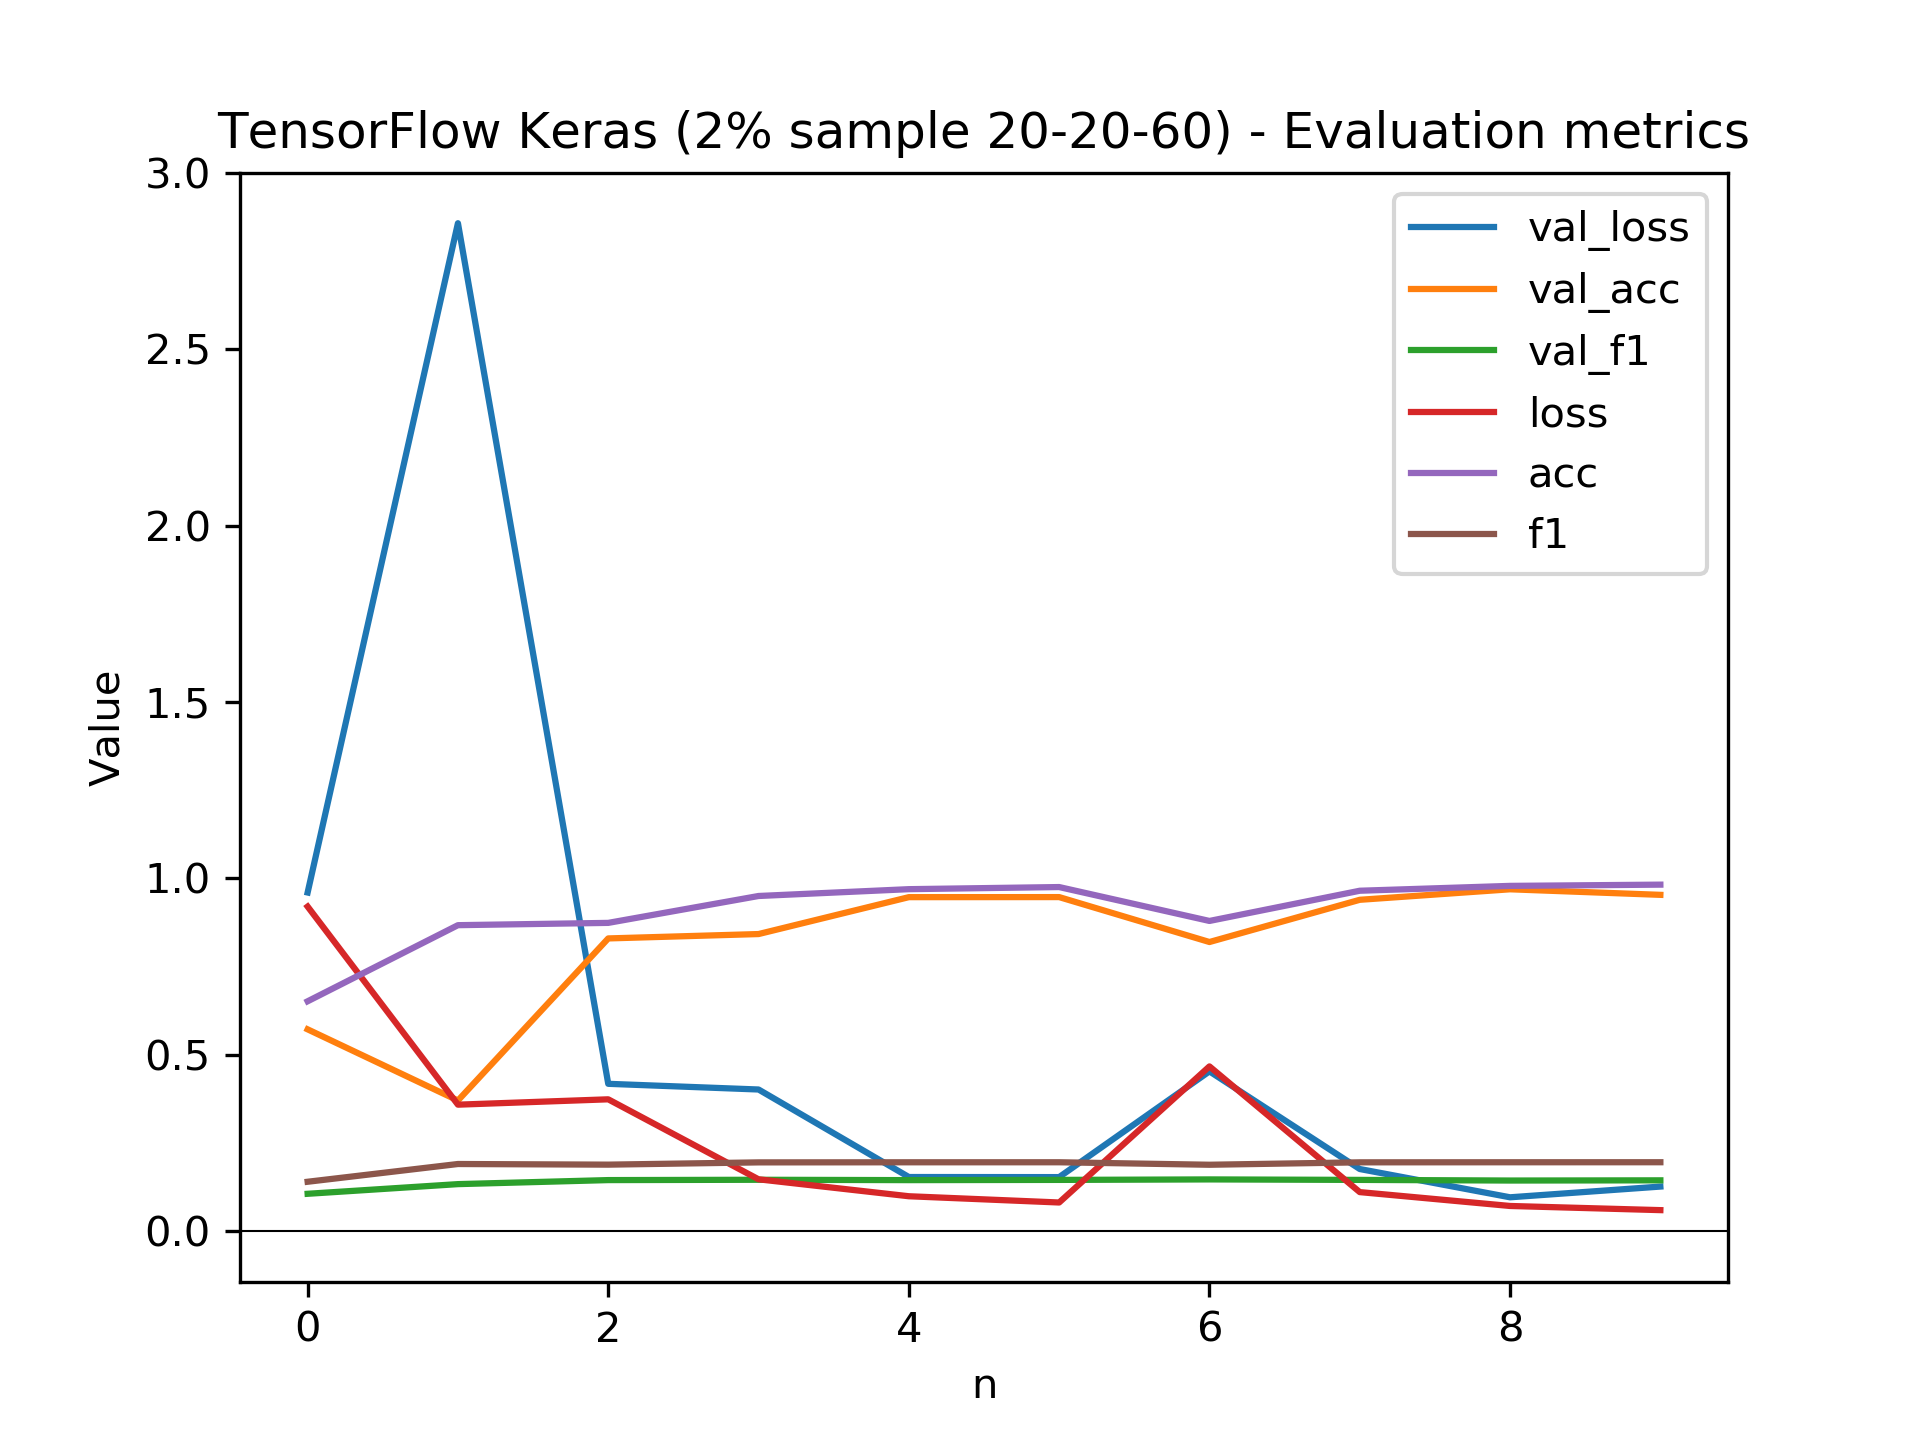 TensorFlow Keras (2% sample 20-20-60) - Evaluation metrics
3.0
2.5
2.0
1.5
1.0
0.5
0.0
Value
val_loss
val_acc
val_f1
loss
acc
f1
0 2 4 6 8
n